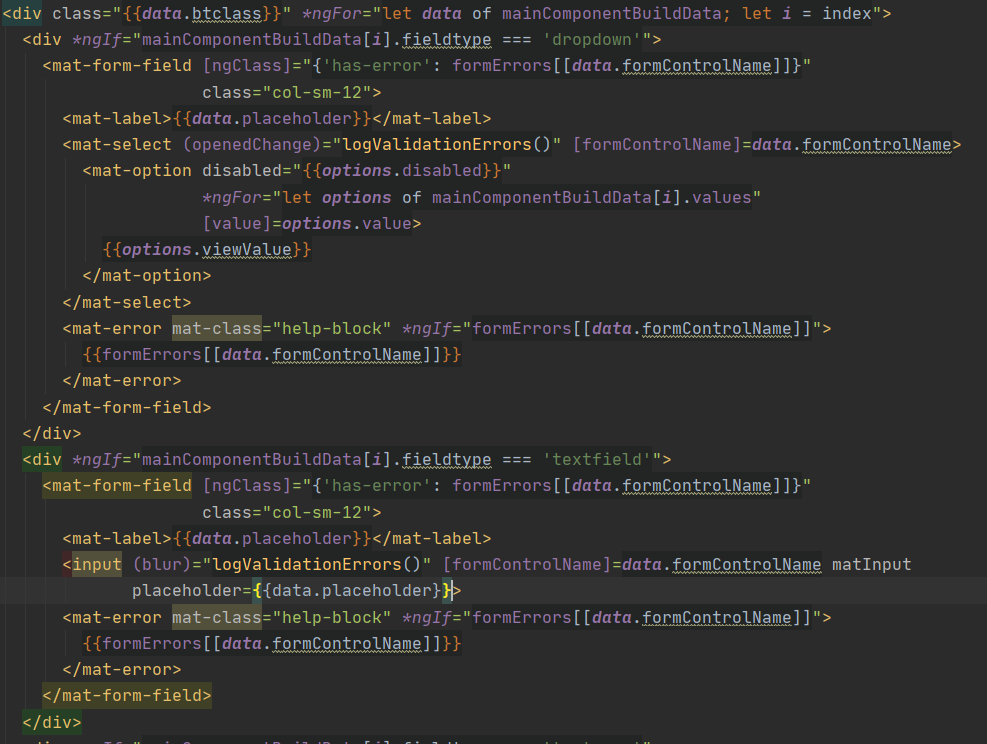 <div class="{{data.btclass}}" *ngFor="let data of mainComponentBuildData; let i = index">
<div *ngIf="mainComponentBuildData[i].fieldtype === 'dropdown'">
<mat-form-field [ngClass]="{'has-error': formErrors[[data.formControlName]]}"
class="col-sm-12">
<mat-label>{{data.placeholder}}</mat-label>
<mat-select (openedChange)="logValidationErrors()" [formControlName]=data.formControlName>
<mat-option disabled="{{options.disabled}}"
*ngFor="let options of mainComponentBuildData[i].values"
[value]=options.value>
{{options.viewValue}}
</mat-option>
</mat-select>
<mat-error mat-class="help-block" *ngIf="formErrors[[data.formControlName]]">
{{formErrors[[data.formControlName]]}}
</mat-error>
</mat-form-field>
</div>
<div *ngIf="mainComponentBuildData[i].fieldtype === 'textfield'">
<mat-form-field [ngClass]="{'has-error': formErrors[[data.formControlName]]}"
class="col-sm-12">
<mat-label>{{data.placeholder}}</mat-label>
<input (blur)="logValidationErrors()" [formControlName]=data.formControlName matInput
placeholder={{data.placeholder}}>
<mat-error mat-class="help-block" *ngIf="formErrors[[data.formControlName]]">
{{formErrors[[data.formControlName]]}}
</mat-error>
</mat-form-field>
</div>